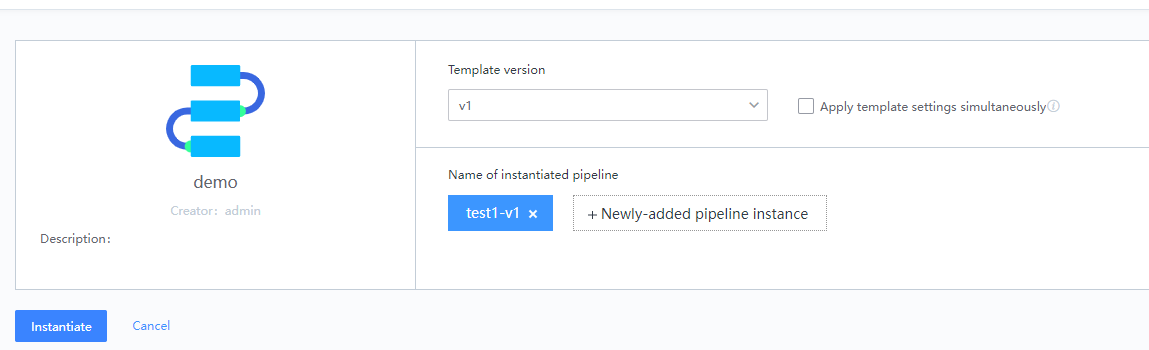 demo
Creator：admin
Description：
Template version
v1
Apply template settings simultaneously
Name of instantiated pipeline
test1-v1 ×
+ Newly-added pipeline instance
Instantiate
Cancel